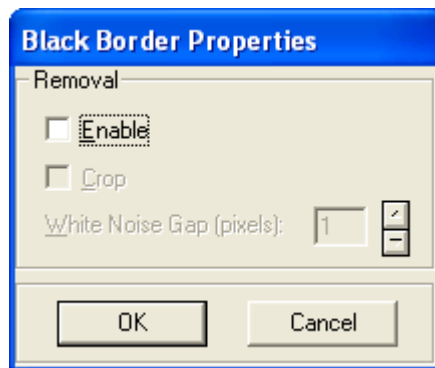 Black Border Properties
Removal
Enable
Crop
White Noise Gap (pixels): 1
OK Cancel